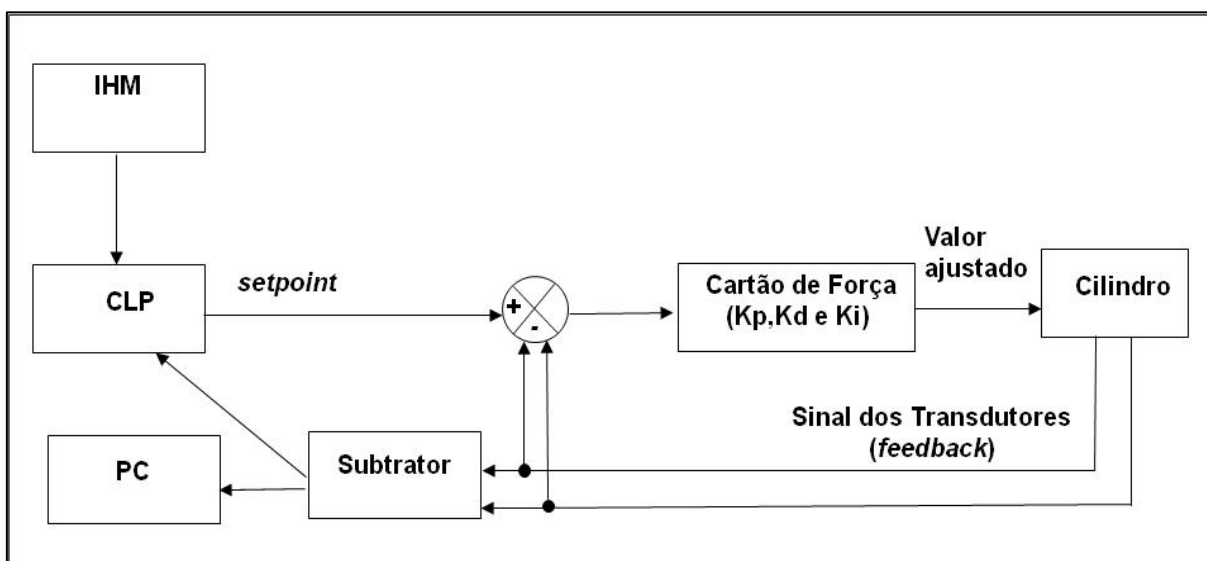 IHM
CLP
setpoint
+
-
Cartão de Força
(Kp,Kd e Ki)
Valor
ajustado
Cilindro
Sinal dos Transdutores
(feedback)
Subtrator
PC